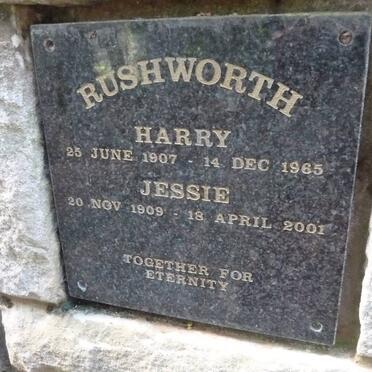 RUSHWORTH
HARRY
25 JUNE 1907 - 14 DEC 1965
JESSIE
20 NOV 1909 - 18 APRIL 2001
TOGETHER FOR
ETERNITY